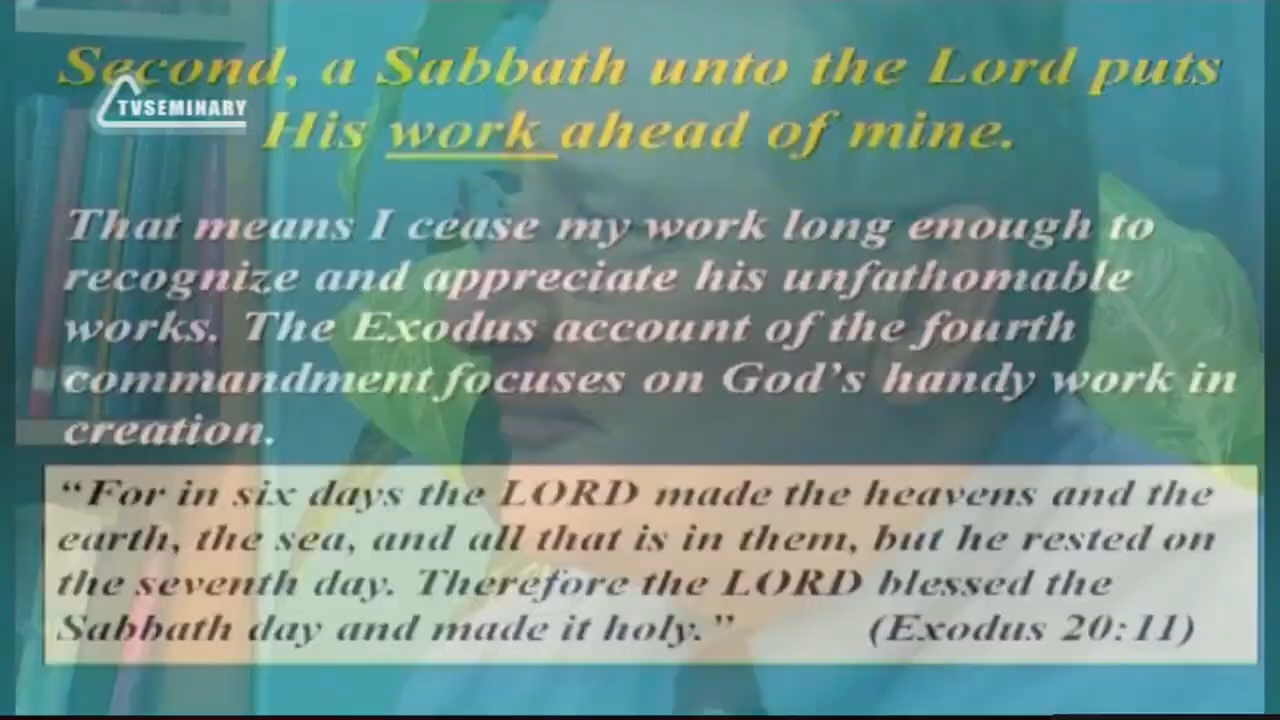 Second, a Sabbath unto the Lord puts
TVSEMINARY
His work ahead of mine.
That means I cease my work long enough to
recognize and appreciate his unfathomable
works. The Exodus account of the fourth
commandment focuses on God's handy work in
creation.
"For in six days the LORD made the heavens and the
earth, the sea, and all that is in them, but he rested on
the seventh day. Therefore the LORD blessed the
Sabbath day and made it holy." (Exodus 20:11)